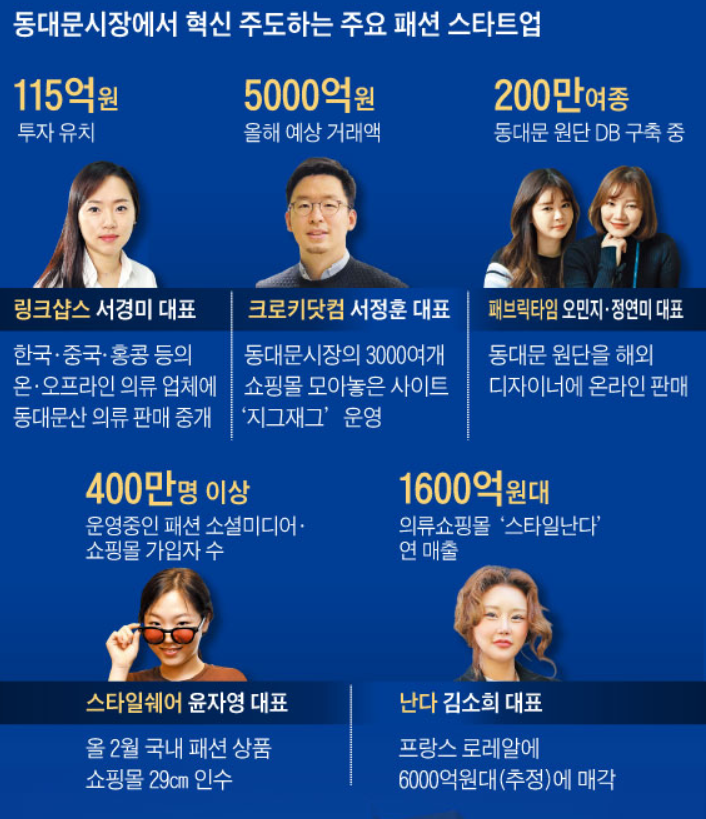 동대문시장에서 혁신 주도하는 주요 패션 스타트업
115억원
투자 유치
5000억원
올해 예상 거래액
200만여종
동대문 원단 DB 구축 중
링크샵스 서경미 대표
한국·중국·홍콩 등의
온·오프라인 의류 업체에
동대문산 의류 판매 중개
크로키닷컴 서정훈 대표
동대문시장의 3000여개
쇼핑몰 모아놓은 사이트
‘지그재그’ 운영
패브릭타임 오민지·정연미 대표
동대문 원단을 해외
디자이너에 온라인 판매
400만명 이상
운영중인 패션 소셜미디어·
쇼핑몰 가입자 수
1600억원대
의류쇼핑몰 ‘스타일난다’
연 매출
스타일쉐어 윤자영 대표
올 2월 국내 패션 상품
쇼핑몰 29㎝ 인수
난다 김소희 대표
프랑스 로레알에
6000억원대(추정)에 매각